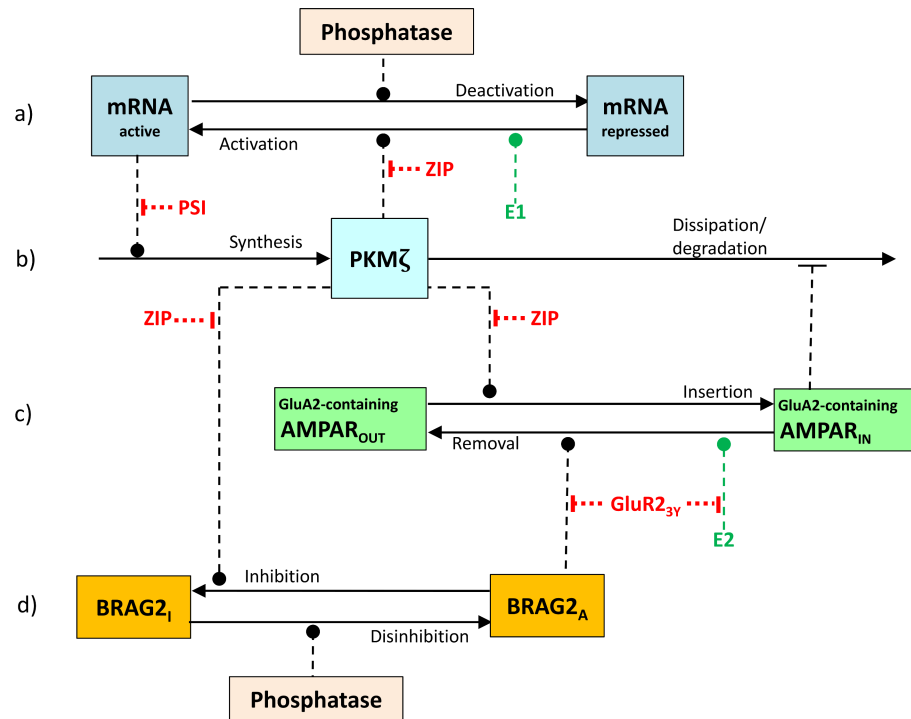 Phosphatase
a)
mRNA
active
Deactivation
mRNA
repressed
Activation
ZIP
PSI
E1
b)
Synthesis
PKMζ
Dissipation/
degradation
ZIP
ZIP
c)
GluA2-containing
AMPAROUT
Insertion
Removal
GluA2-containing
AMPARIN
GluR23Y
E2
d)
BRAG2I
Inhibition
Disinhibition
BRAG2A
Phosphatase